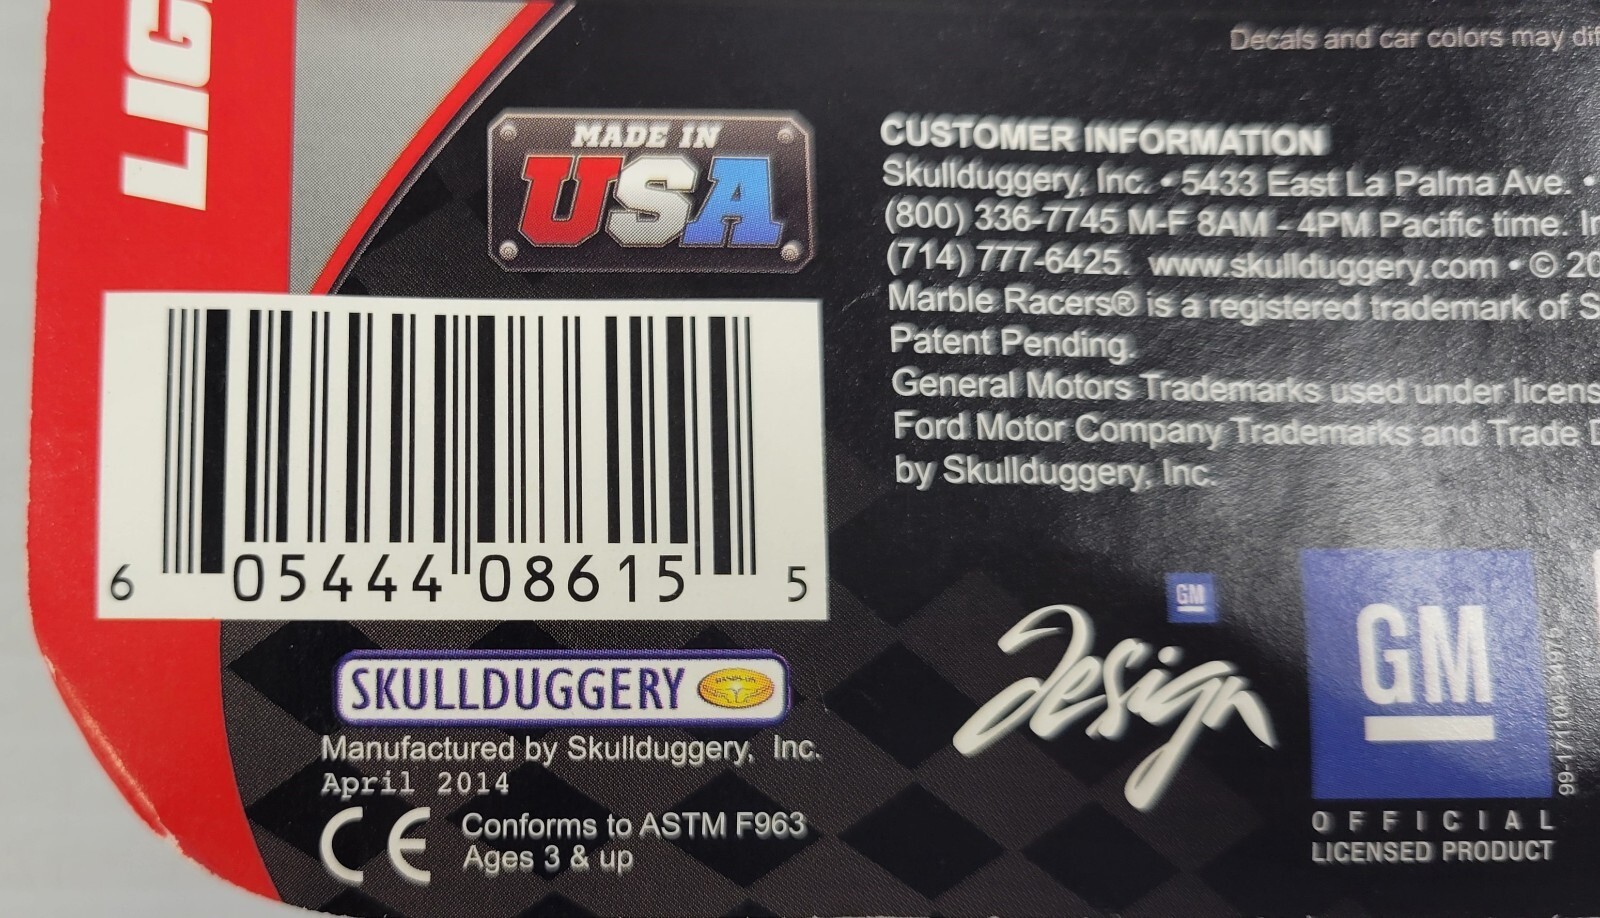 LIG
Decals and car colors may dif
MADE IN
USA
CUSTOMER INFORMATION
Skullduggery, Inc. • 5433 East La Palma Ave. •
(800) 336-7745 M-F 8AM - 4PM Pacific time. In
(714) 777-6425. www.skullduggery.com • © 20
Marble Racers® is a registered trademark of S
Patent Pending.
General Motors Trademarks used under licens
Ford Motor Company Trademarks and Trade D
by Skullduggery, Inc.
6 05444 08615 5
SKULLDUGGERY HANDS-ON
Manufactured by Skullduggery, Inc.
April 2014
CE Conforms to ASTM F963
Ages 3 & up
GM
design
GM
OFFICIAL
LICENSED PRODUCT